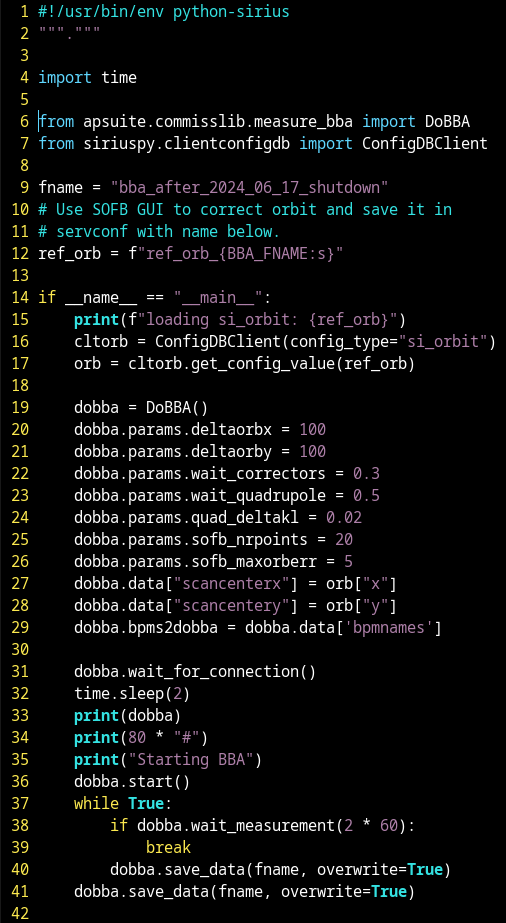 1 #!/usr/bin/env python-sirius
2 """."""
3
4 import time
5
6 from apsuite.commisslib.measure_bba import DoBBA
7 from siriuspy.clientconfigdb import ConfigDBClient
8
9 fname = "bba_after_2024_06_17_shutdown"
10 # Use SOFB GUI to correct orbit and save it in
11 # servconf with name below.
12 ref_orb = f"ref_orb_{BBA_FNAME:s}"
13
14 if __name__ == "__main__":
15     print(f"loading si_orbit: {ref_orb}")
16     cltorb = ConfigDBClient(config_type="si_orbit")
17     orb = cltorb.get_config_value(ref_orb)
18
19     dobba = DoBBA()
20     dobba.params.deltaorbx = 100
21     dobba.params.deltaorby = 100
22     dobba.params.wait_correctors = 0.3
23     dobba.params.wait_quadrupole = 0.5
24     dobba.params.quad_deltakl = 0.02
25     dobba.params.sofb_nrpoints = 20
26     dobba.params.sofb_maxorberr = 5
27     dobba.data["scancenterx"] = orb["x"]
28     dobba.data["scancentery"] = orb["y"]
29     dobba.bpms2dobba = dobba.data['bpmnames']
30
31     dobba.wait_for_connection()
32     time.sleep(2)
33     print(dobba)
34     print(80 * "#")
35     print("Starting BBA")
36     dobba.start()
37     while True:
38         if dobba.wait_measurement(2 * 60):
39             break
40         dobba.save_data(fname, overwrite=True)
41     dobba.save_data(fname, overwrite=True)
42